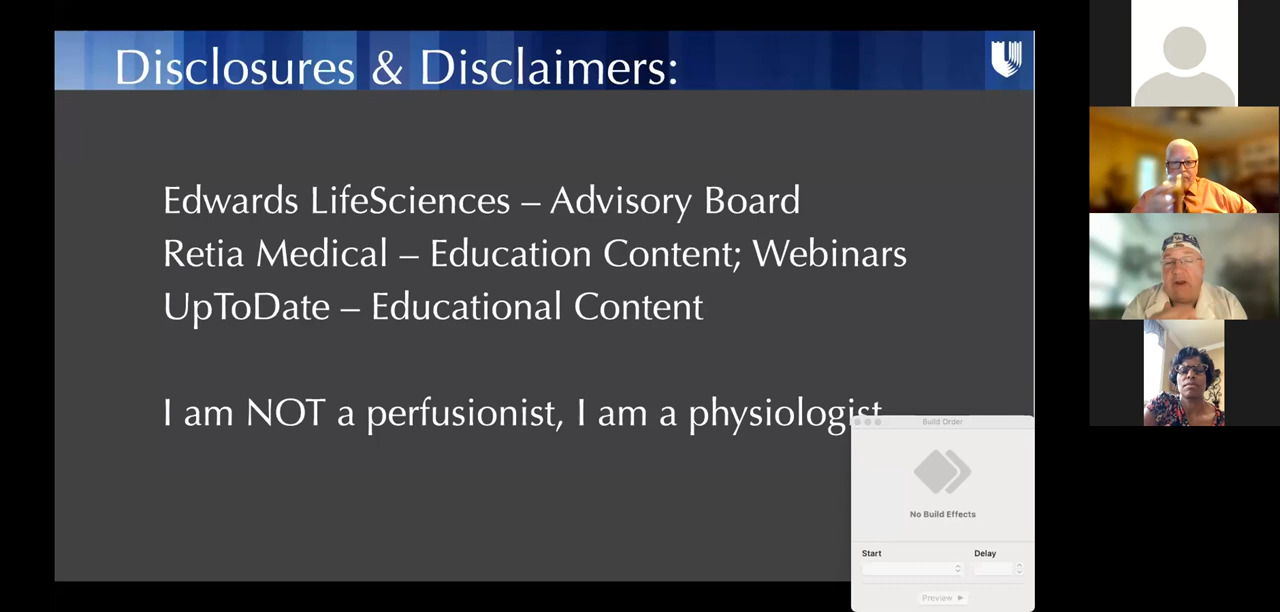 Disclosures & Disclaimers:
Edwards LifeSciences – Advisory Board
Retia Medical – Education Content; Webinars
UpToDate – Educational Content
I am NOT a perfusionist, I am a physiologist
Build Order
No Build Effects
Start Delay
Preview